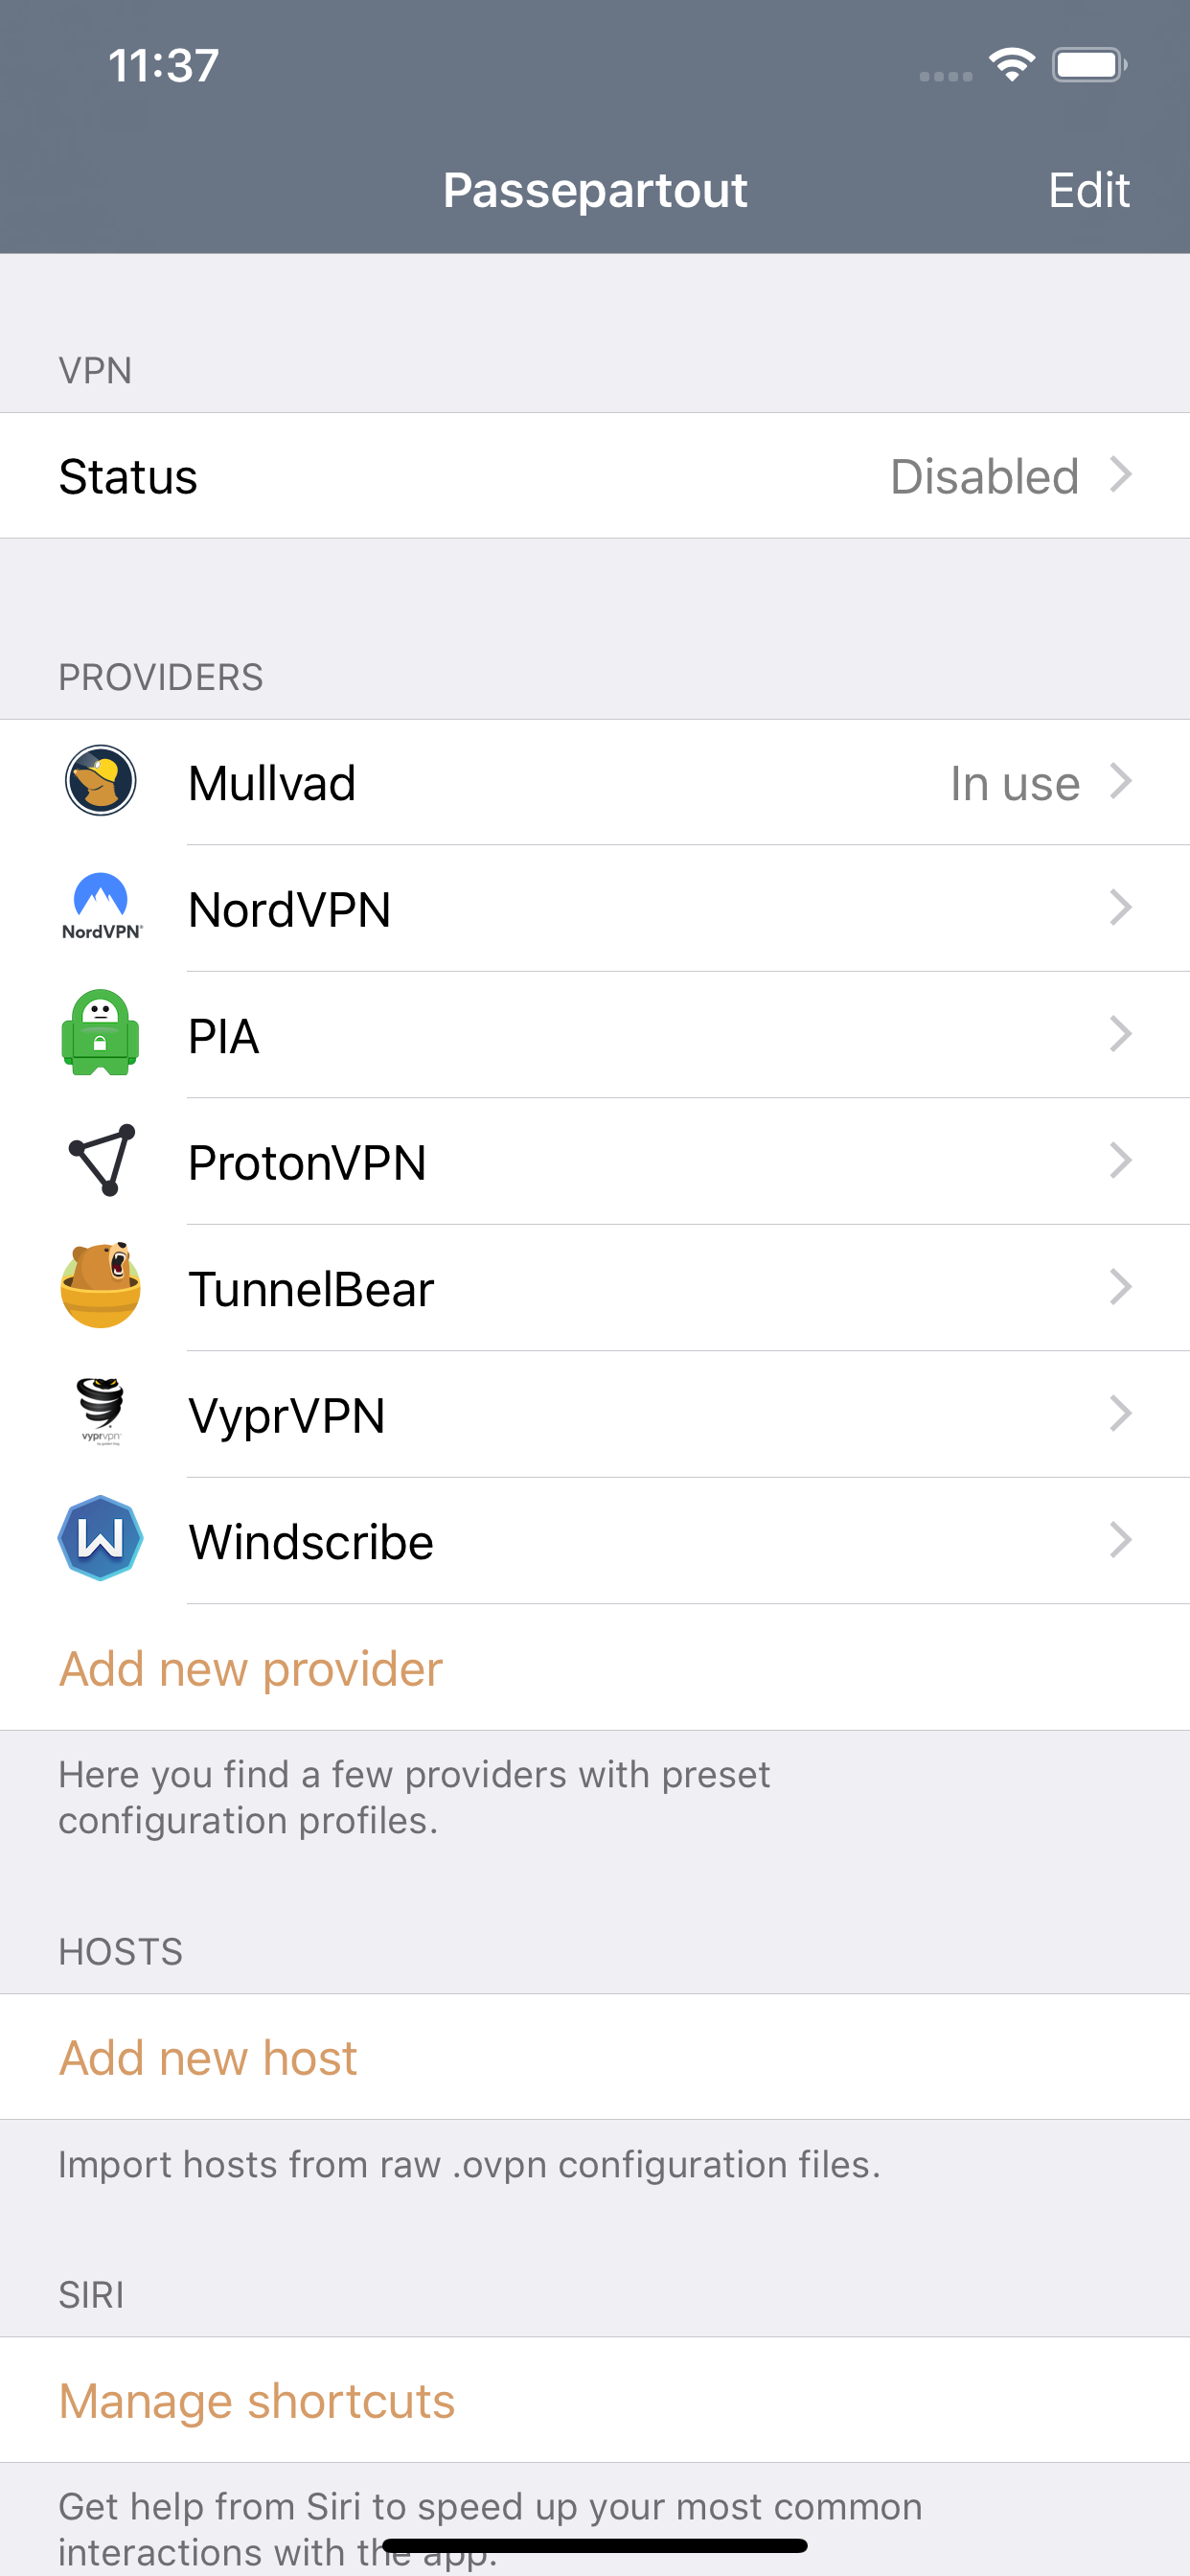 11:37
Passepartout
Edit
VPN
Status
Disabled
PROVIDERS
Mullvad
In use
NordVPN®
NordVPN
PIA
ProtonVPN
TunnelBear
vyprvpn
VyprVPN
W
Windscribe
Add new provider
Here you find a few providers with preset
configuration profiles.
HOSTS
Add new host
Import hosts from raw .ovpn configuration files.
SIRI
Manage shortcuts
Get help from Siri to speed up your most common
interactions with the app.